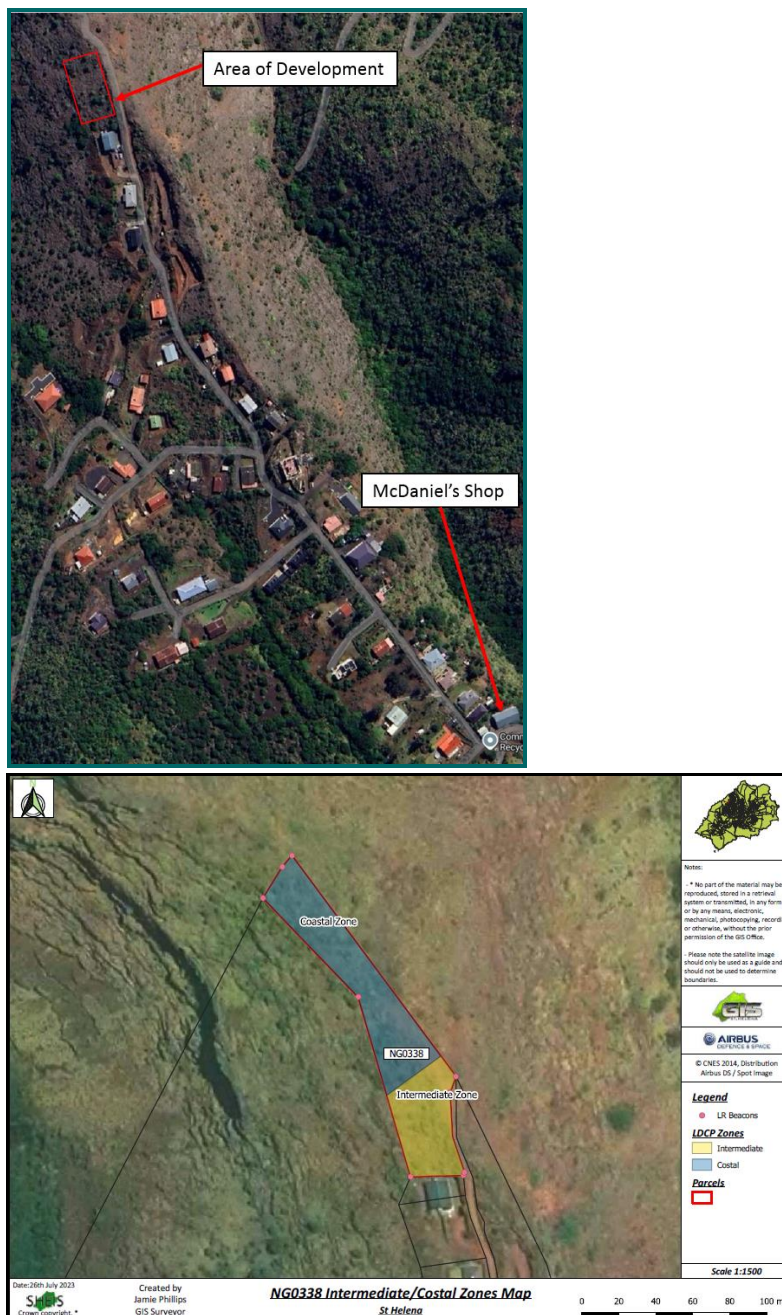 Area of Development
McDaniel's Shop
Comm
Recyc
Coastal Zone
NG0338
Intermediate Zone
Notes:
- * No part of the material may be
reproduced, stored in a retrieval
system or transmitted, in any form
or by any means, electronic,
mechanical, photocopying, recordi
or otherwise, without the prior
permission of the GIS Office.
- Please note the satellite image
should only be used as a guide and
should not be used to determine
boundaries.
GIS
AIRBUS
DEFENCE & SPACE
© CNES 2014, Distribution
Airbus DS / Spot Image
Legend
LR Beacons
LDCP Zones
Intermediate
Costal
Parcels
Scale 1:1500
Date:26th July 2023
SHEIS
Crown copyright. *
Created by
Jamie Phillips
GIS Surveyor
NG0338 Intermediate/Costal Zones Map
St Helena
0 20 40 60 80 100 m